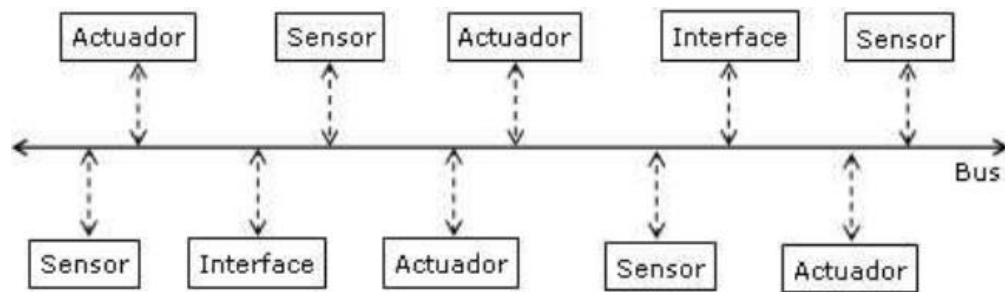 Actuador Sensor Actuador Interface Sensor
Bus
Sensor Interface Actuador Sensor Actuador